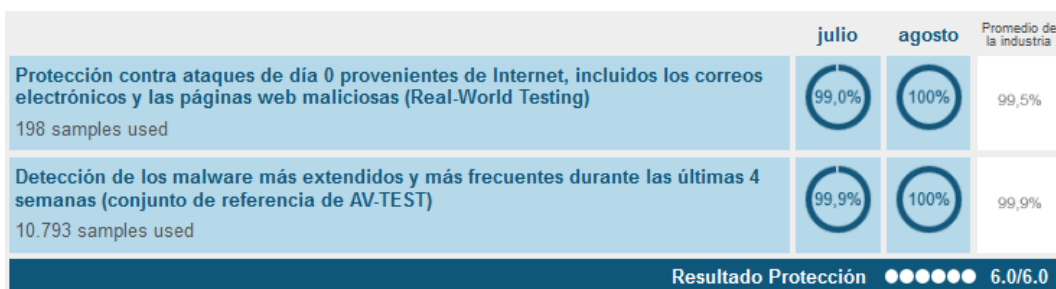 julio agosto Promedio de
la industria
Protección contra ataques de día 0 provenientes de Internet, incluidos los correos
electrónicos y las páginas web maliciosas (Real-World Testing)
198 samples used
99,0% 100% 99,5%
Detección de los malware más extendidos y más frecuentes durante las últimas 4
semanas (conjunto de referencia de AV-TEST)
10.793 samples used
99,9% 100% 99,9%
Resultado Protección 6.0/6.0